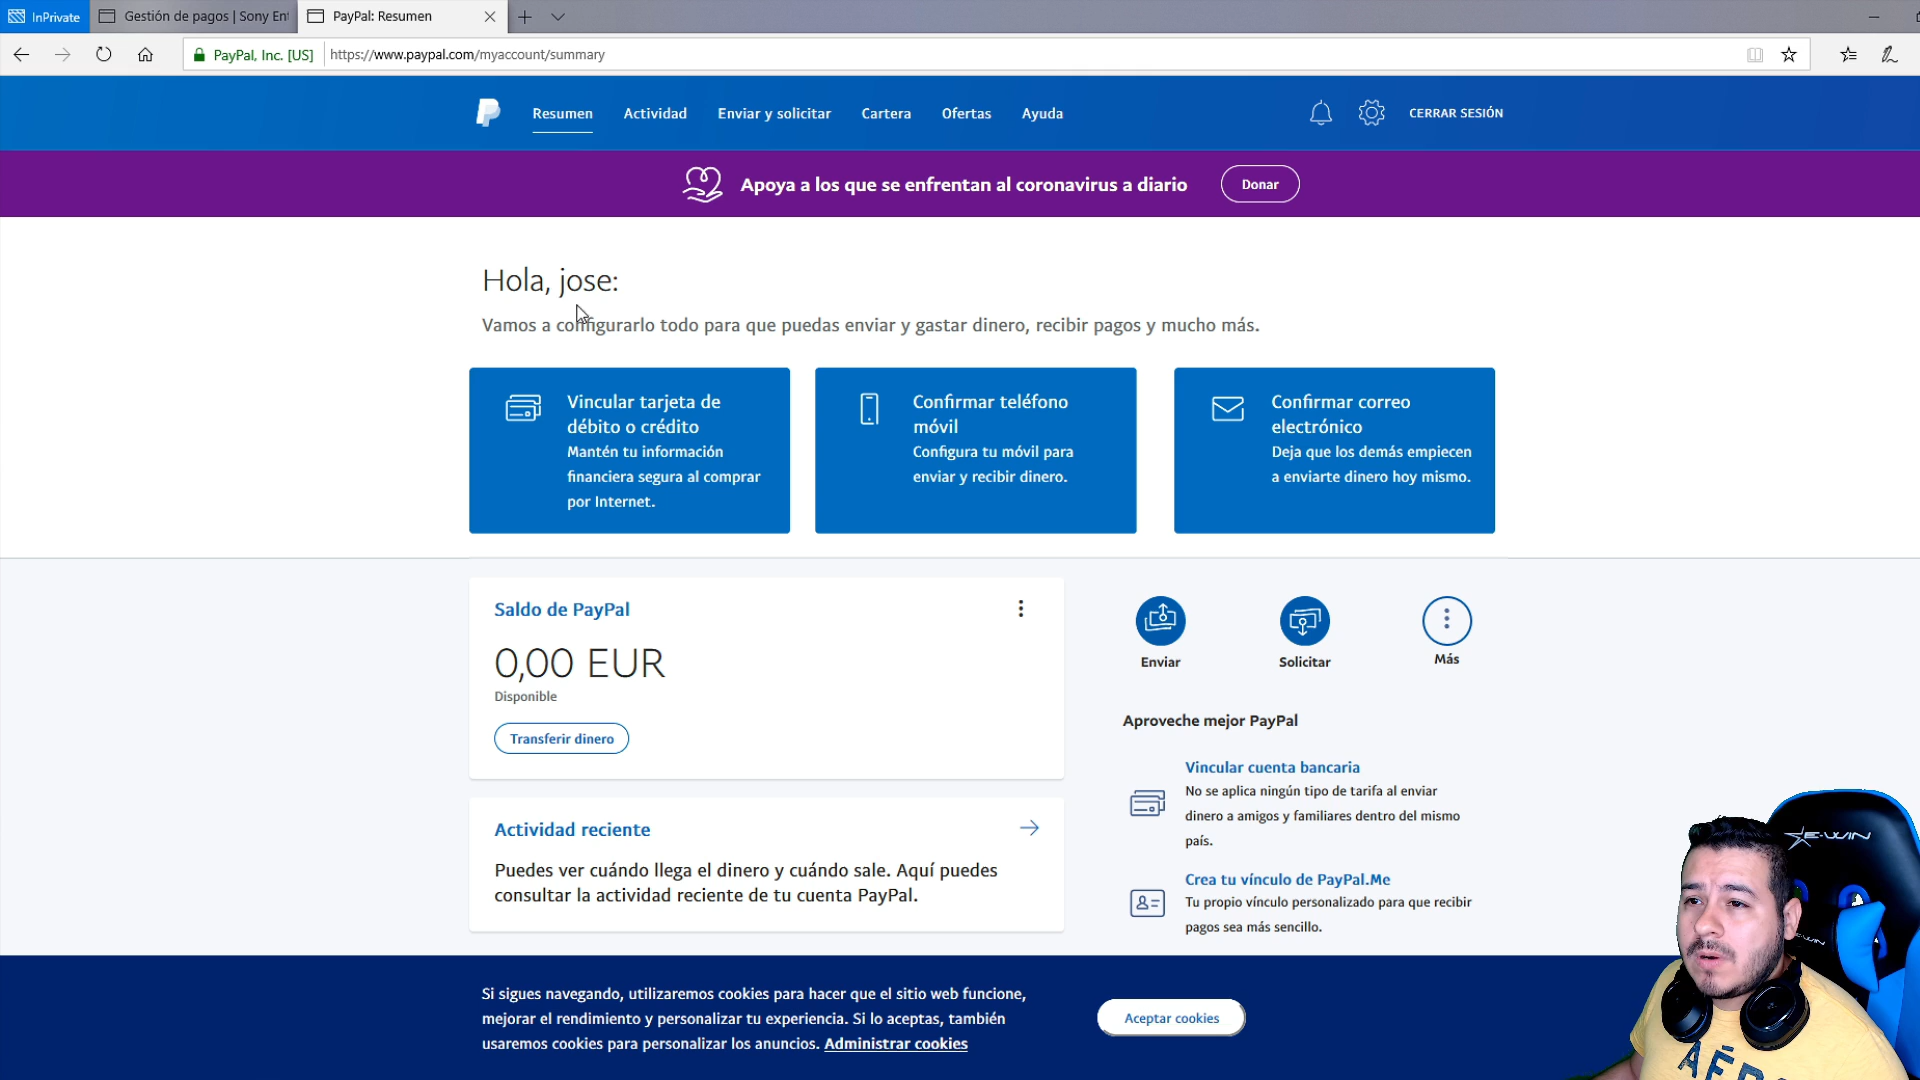 InPrivate
Gestión de pagos | Sony Ent
PayPal: Resumen
PayPal, Inc. [US]
https://www.paypal.com/myaccount/summary
Resumen
Actividad
Enviar y solicitar
Cartera
Ofertas
Ayuda
CERRAR SESIÓN
Apoya a los que se enfrentan al coronavirus a diario
Donar
Hola, jose:
Vamos a configurarlo todo para que puedas enviar y gastar dinero, recibir pagos y mucho más.
Vincular tarjeta de
débito o crédito
Mantén tu información
financiera segura al comprar
por Internet.
Confirmar teléfono
móvil
Configura tu móvil para
enviar y recibir dinero.
Confirmar correo
electrónico
Deja que los demás empiecen
a enviarte dinero hoy mismo.
Saldo de PayPal
0,00 EUR
Disponible
Transferir dinero
Enviar
Solicitar
Más
Aproveche mejor PayPal
Vincular cuenta bancaria
No se aplica ningún tipo de tarifa al enviar
dinero a amigos y familiares dentro del mismo
país.
Crea tu vínculo de PayPal.Me
Tu propio vínculo personalizado para que recibir
pagos sea más sencillo.
Actividad reciente
Puedes ver cuándo llega el dinero y cuándo sale. Aquí puedes
consultar la actividad reciente de tu cuenta PayPal.
Si sigues navegando, utilizaremos cookies para hacer que el sitio web funcione,
mejorar el rendimiento y personalizar tu experiencia. Si lo aceptas, también
usaremos cookies para personalizar los anuncios. Administrar cookies
Aceptar cookies
E-WIN
E-WIN
AÉRO